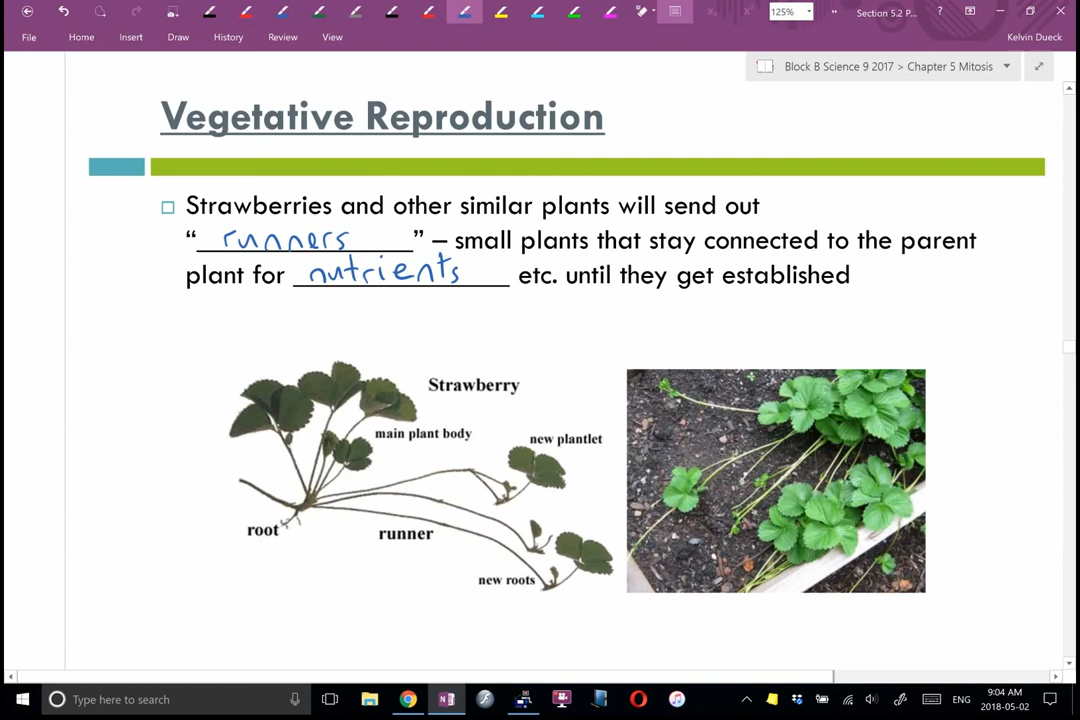 125%
Section 5.2 P...
?
File
Home
Insert
Draw
History
Review
View
Kelvin Dueck
Block B Science 9 2017 > Chapter 5 Mitosis
Vegetative Reproduction
Strawberries and other similar plants will send out
“ runners ” – small plants that stay connected to the parent
plant for nutrients etc. until they get established
Strawberry
main plant body
new plantlet
root
runner
new roots
Type here to search
ENG
9:04 AM
2018-05-02